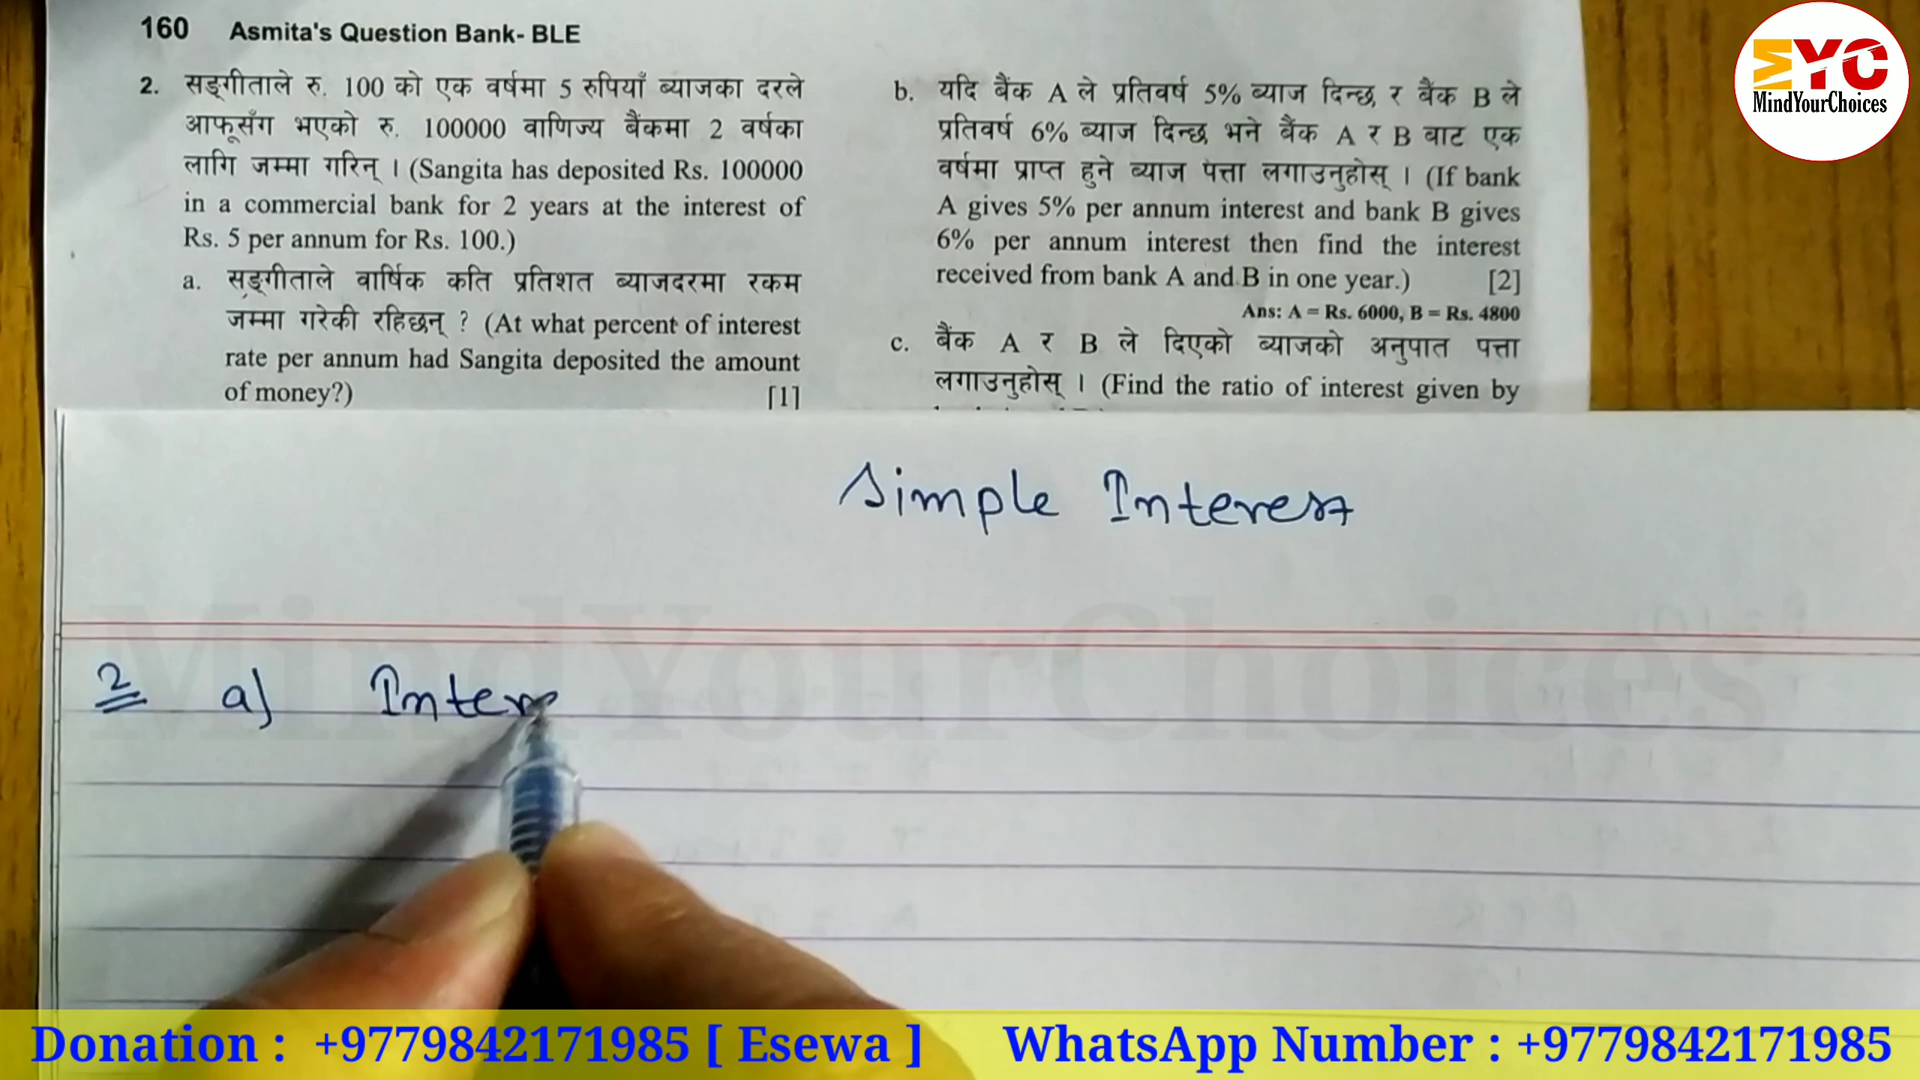 160 Asmita's Question Bank- BLE
2. सङ्गीताले रु. 100 को एक वर्षमा 5 रुपियाँ ब्याजका दरले
आफूसँग भएको रु. 100000 वाणिज्य बैंकमा 2 वर्षका
लागि जम्मा गरिन् । (Sangita has deposited Rs. 100000
in a commercial bank for 2 years at the interest of
Rs. 5 per annum for Rs. 100.)
a. सङ्गीताले वार्षिक कति प्रतिशत ब्याजदरमा रकम
जम्मा गरेकी रहिछन् ? (At what percent of interest
rate per annum had Sangita deposited the amount
of money?) [1]
b. यदि बैंक A ले प्रतिवर्ष 5% ब्याज दिन्छ र बैंक B ले
प्रतिवर्ष 6% ब्याज दिन्छ भने बैंक A र B बाट एक
वर्षमा प्राप्त हुने ब्याज पत्ता लगाउनुहोस् । (If bank
A gives 5% per annum interest and bank B gives
6% per annum interest then find the interest
received from bank A and B in one year.) [2]
Ans: A = Rs. 6000, B = Rs. 4800
c. बैंक A र B ले दिएको ब्याजको अनुपात पत्ता
लगाउनुहोस् । (Find the ratio of interest given by
MYC
MindYourChoices
Simple Interest
MindYourChoices
2 a) Inter
Donation : +9779842171985 [ Esewa ] WhatsApp Number : +9779842171985